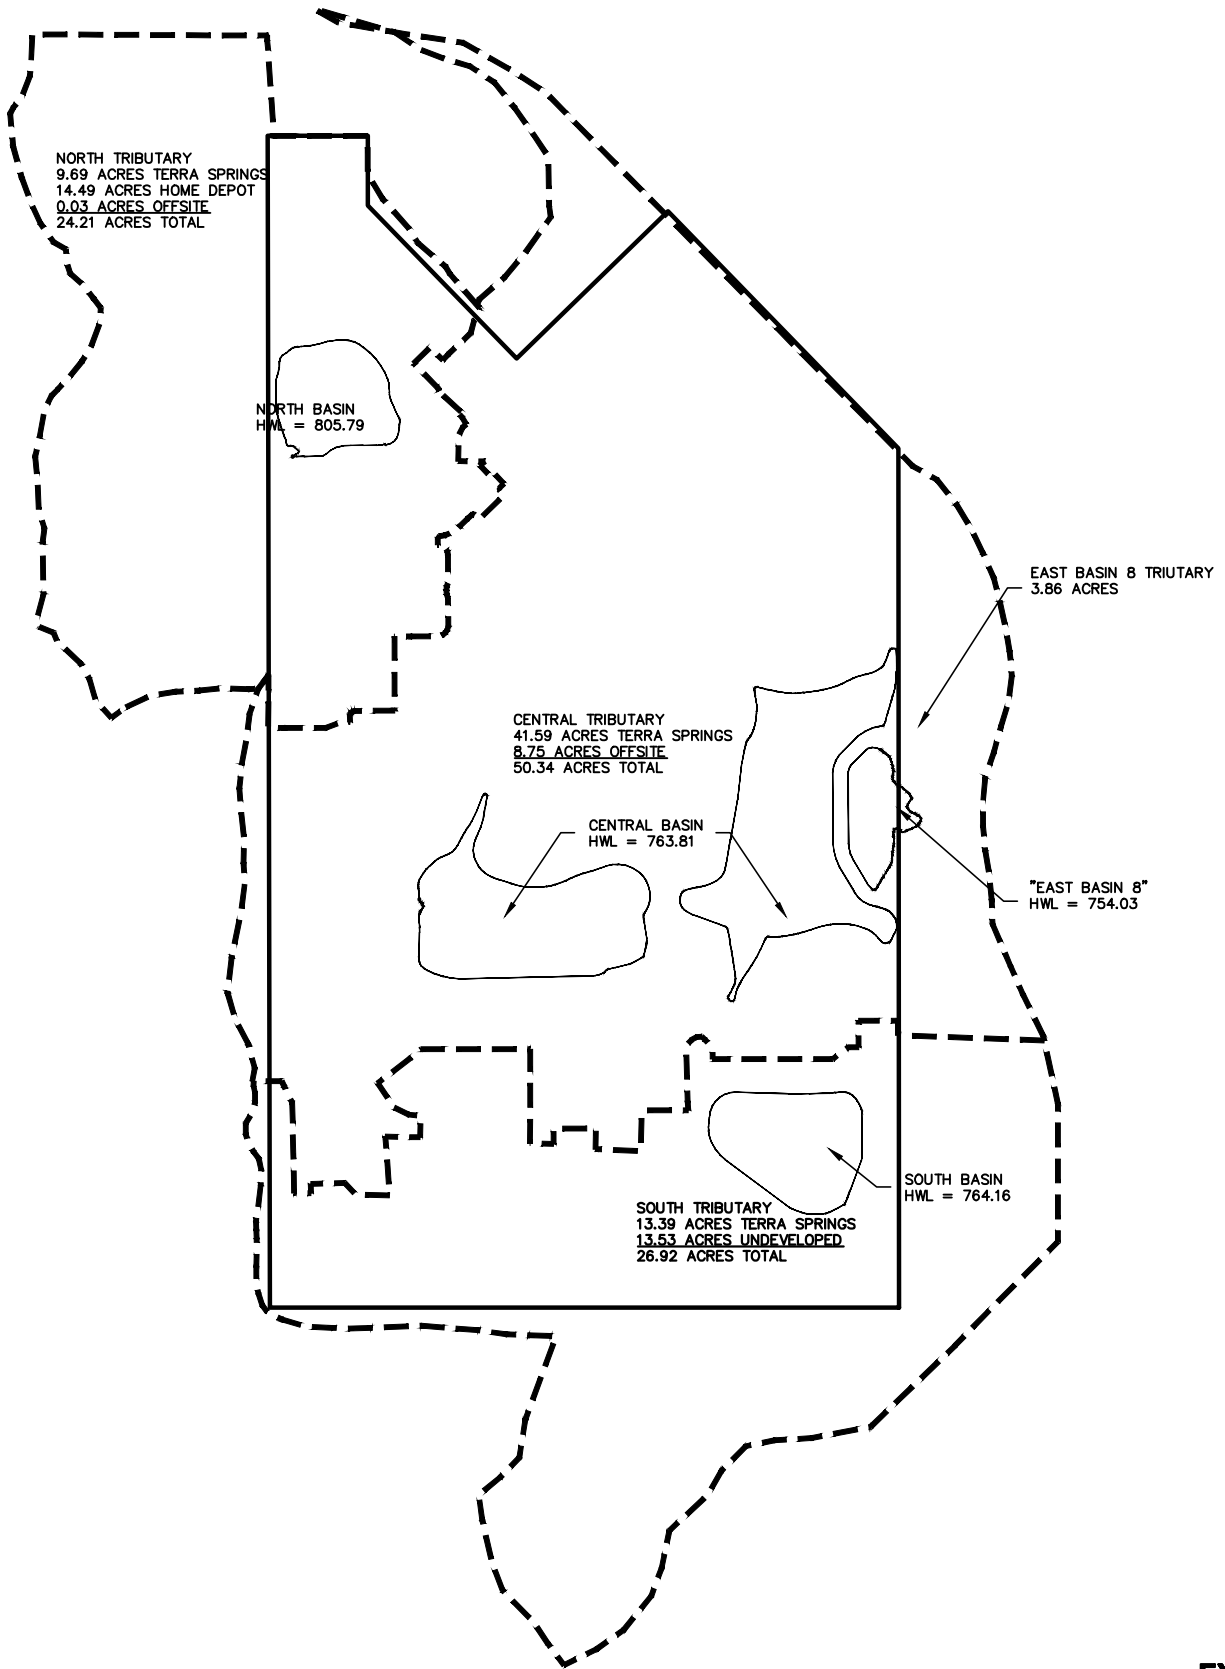 NORTH TRIBUTARY
9.69 ACRES TERRA SPRINGS
14.49 ACRES HOME DEPOT
0.03 ACRES OFFSITE
24.21 ACRES TOTAL
NORTH BASIN
HWL = 805.79
EAST BASIN 8 TRIUTARY
3.86 ACRES
CENTRAL TRIBUTARY
41.59 ACRES TERRA SPRINGS
8.75 ACRES OFFSITE
50.34 ACRES TOTAL
CENTRAL BASIN
HWL = 763.81
"EAST BASIN 8"
HWL = 754.03
SOUTH BASIN
HWL = 764.16
SOUTH TRIBUTARY
13.39 ACRES TERRA SPRINGS
13.53 ACRES UNDEVELOPED
26.92 ACRES TOTAL